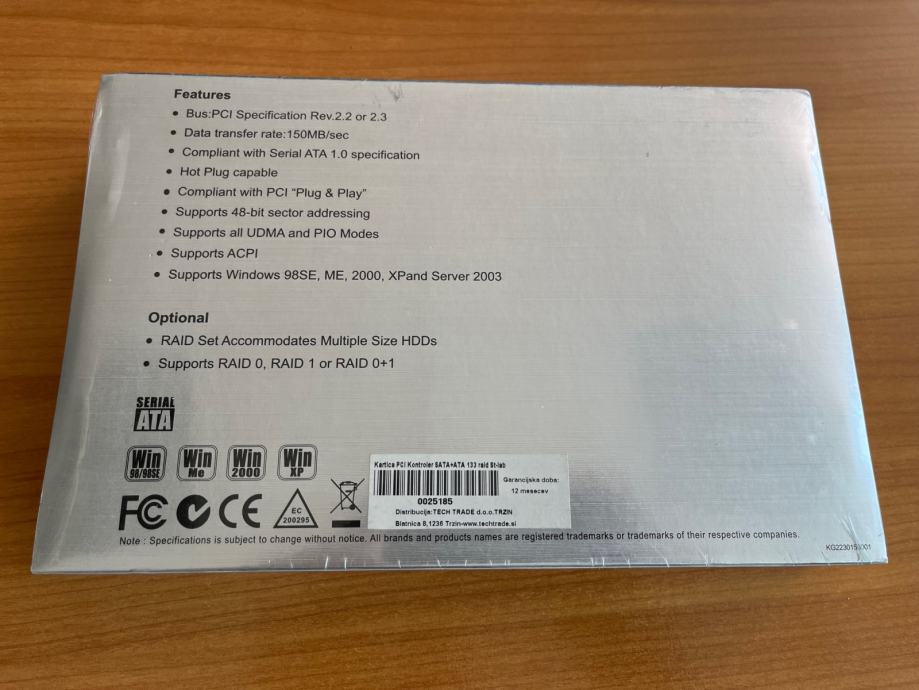 Features
• Bus:PCI Specification Rev.2.2 or 2.3
• Data transfer rate:150MB/sec
• Compliant with Serial ATA 1.0 specification
• Hot Plug capable
• Compliant with PCI "Plug & Play"
• Supports 48-bit sector addressing
• Supports all UDMA and PIO Modes
• Supports ACPI
• Supports Windows 98SE, ME, 2000, XPand Server 2003
Optional
• RAID Set Accommodates Multiple Size HDDs
• Supports RAID 0, RAID 1 or RAID 0+1
SERIAL
ATA
Win
98/98SE
Win
Me
Win
2000
Win
XP
FC CE
EC
200295
Kartica PCI Kontroler SATA+ATA 133 raid St-lab
Garancijska doba:
12 mesecev
0025185
Distribucija:TECH TRADE d.o.o.TRZIN
Blatnica 8,1236 Trzin-www.techtrade.si
Note : Specifications is subject to change without notice. All brands and products names are registered trademarks or trademarks of their respective companies.